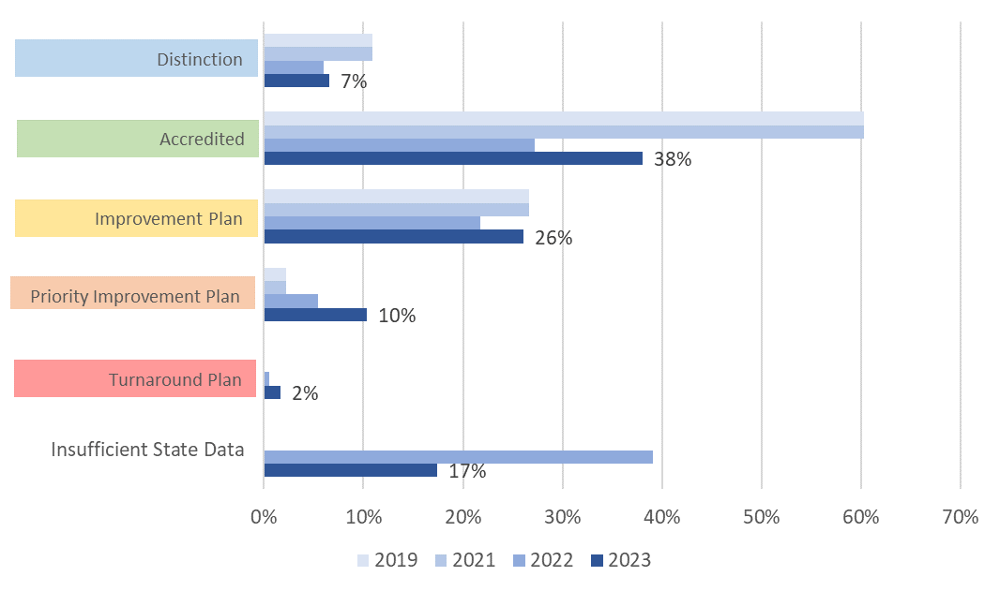 Distinction
7%
Accredited
38%
Improvement Plan
26%
Priority Improvement Plan
10%
Turnaround Plan
2%
Insufficient State Data
17%
0% 10% 20% 30% 40% 50% 60% 70%
2019 2021 2022 2023